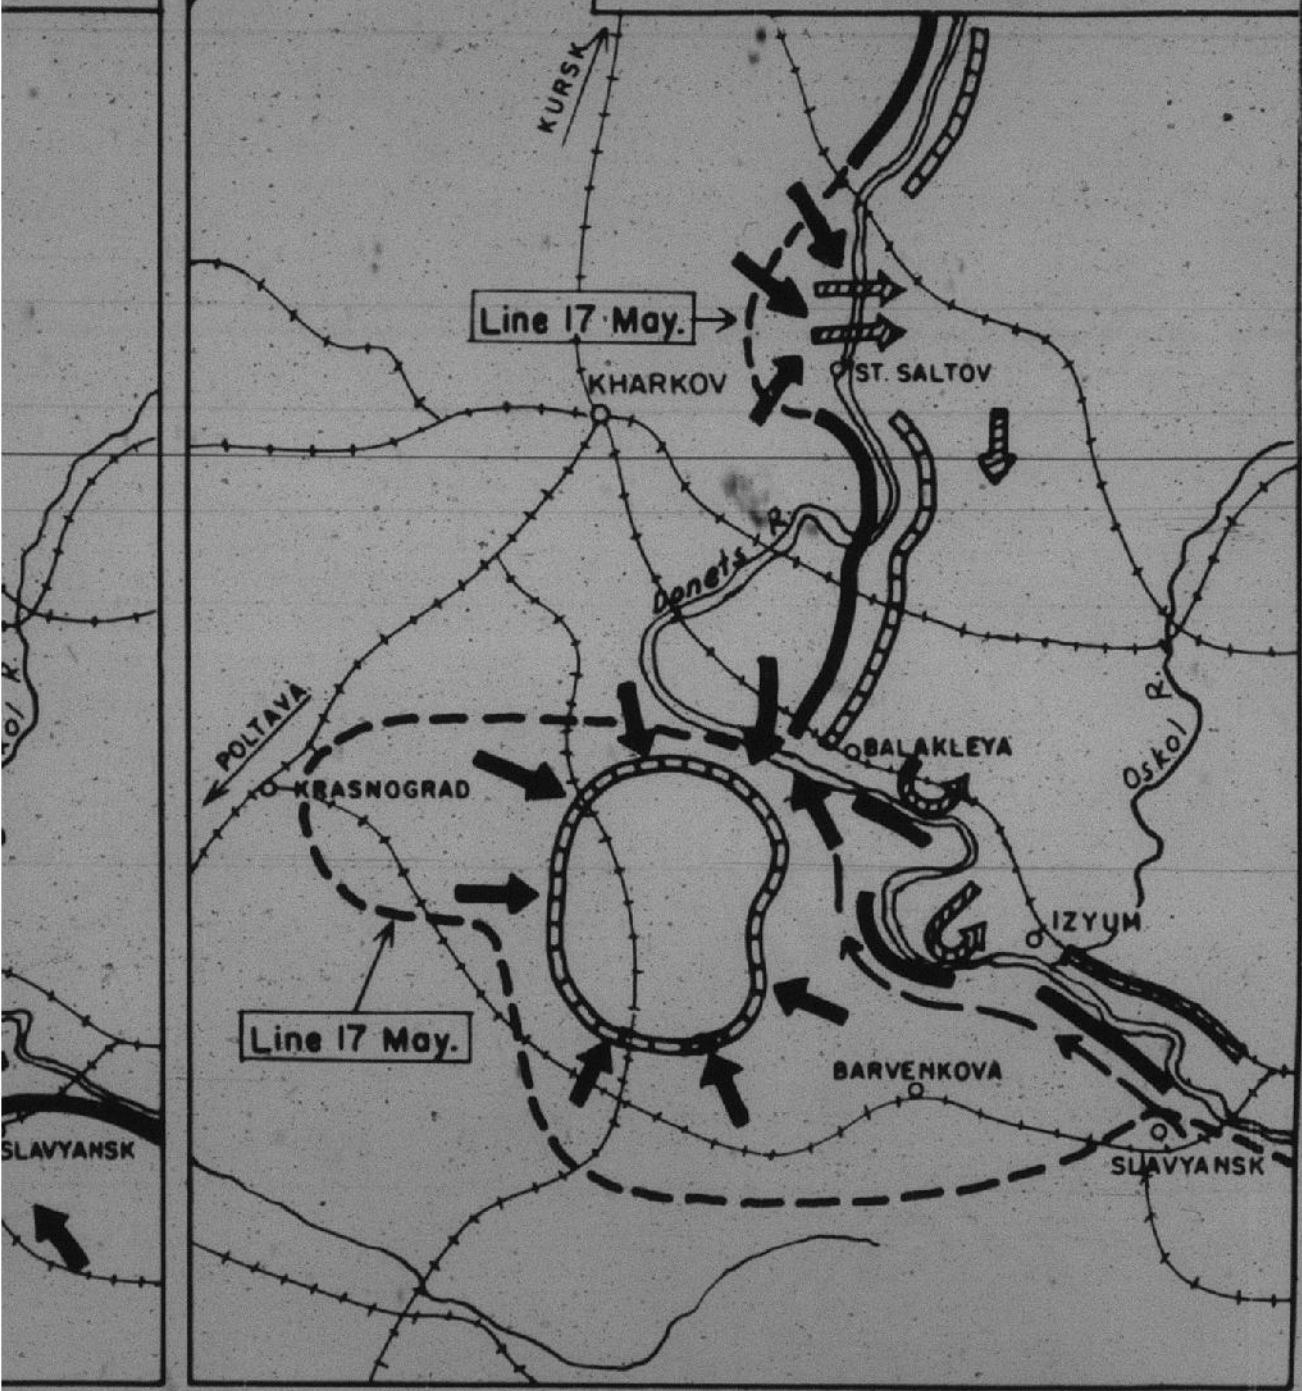 KURSK
Line 17 May.
ST. SALTOV
KHARKOV
Donets R.
POLTAVA
BALAKLEYA
KRASNOGRAD
Oskol R.
IZYUM
Line 17 May.
BARVENKOVA
SLAVYANSK
SLAVYANSK